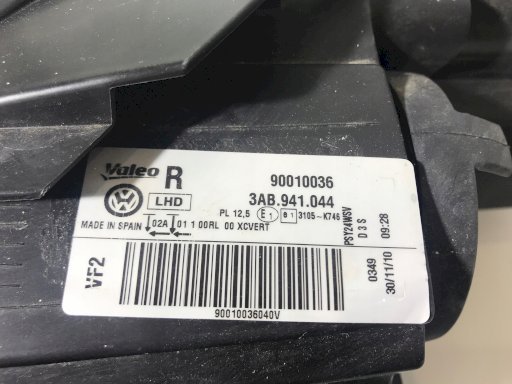 Valeo R 90010036
LHD 3AB.941.044
PL 12,5 E1 B1 3105~K746
MADE IN SPAIN 02A 01 1 00RL 00 XCVERT
PSY24WSV
D3S 09:28
VF2
0349
30/11/10
90010036040V